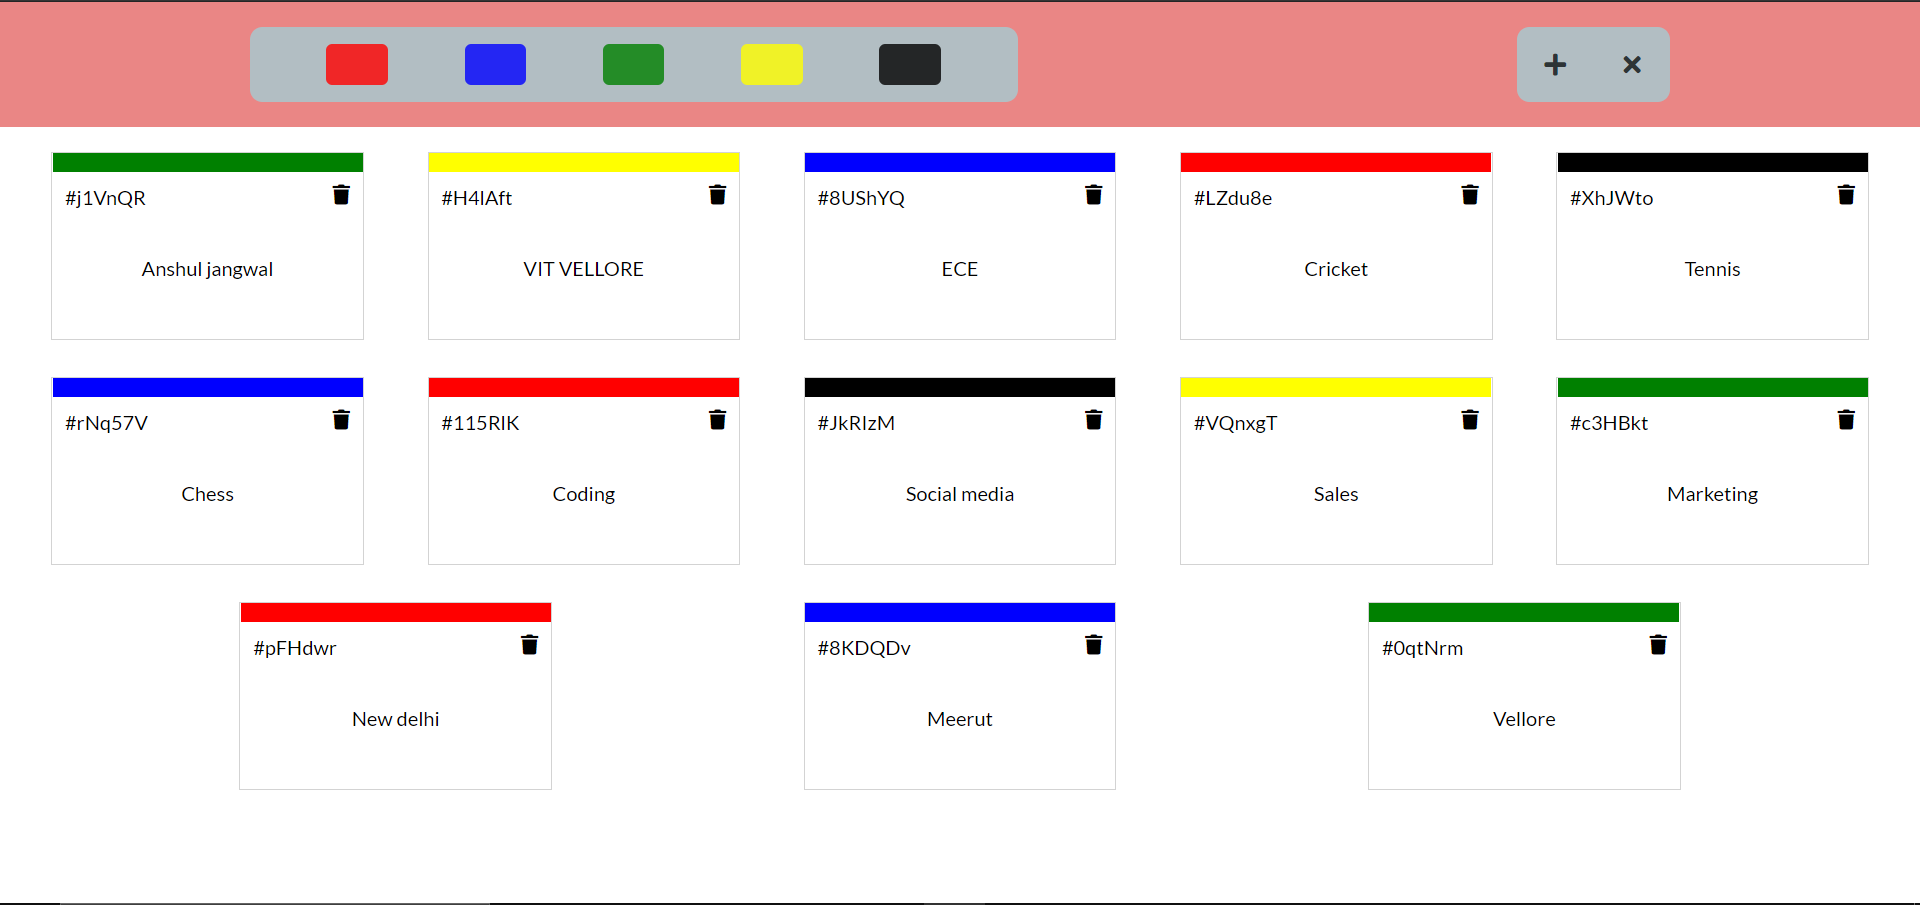 #j1VnQR
#H4lAft
#8UShYQ
#LZdu8e
#XhJWto
Anshul jangwal
VIT VELLORE
ECE
Cricket
Tennis
#rNq57V
#115RIK
#JkRIzM
#VQnxgT
#c3HBkt
Chess
Coding
Social media
Sales
Marketing
#pFHdwr
#8KDQDv
#0qtNrm
New delhi
Meerut
Vellore